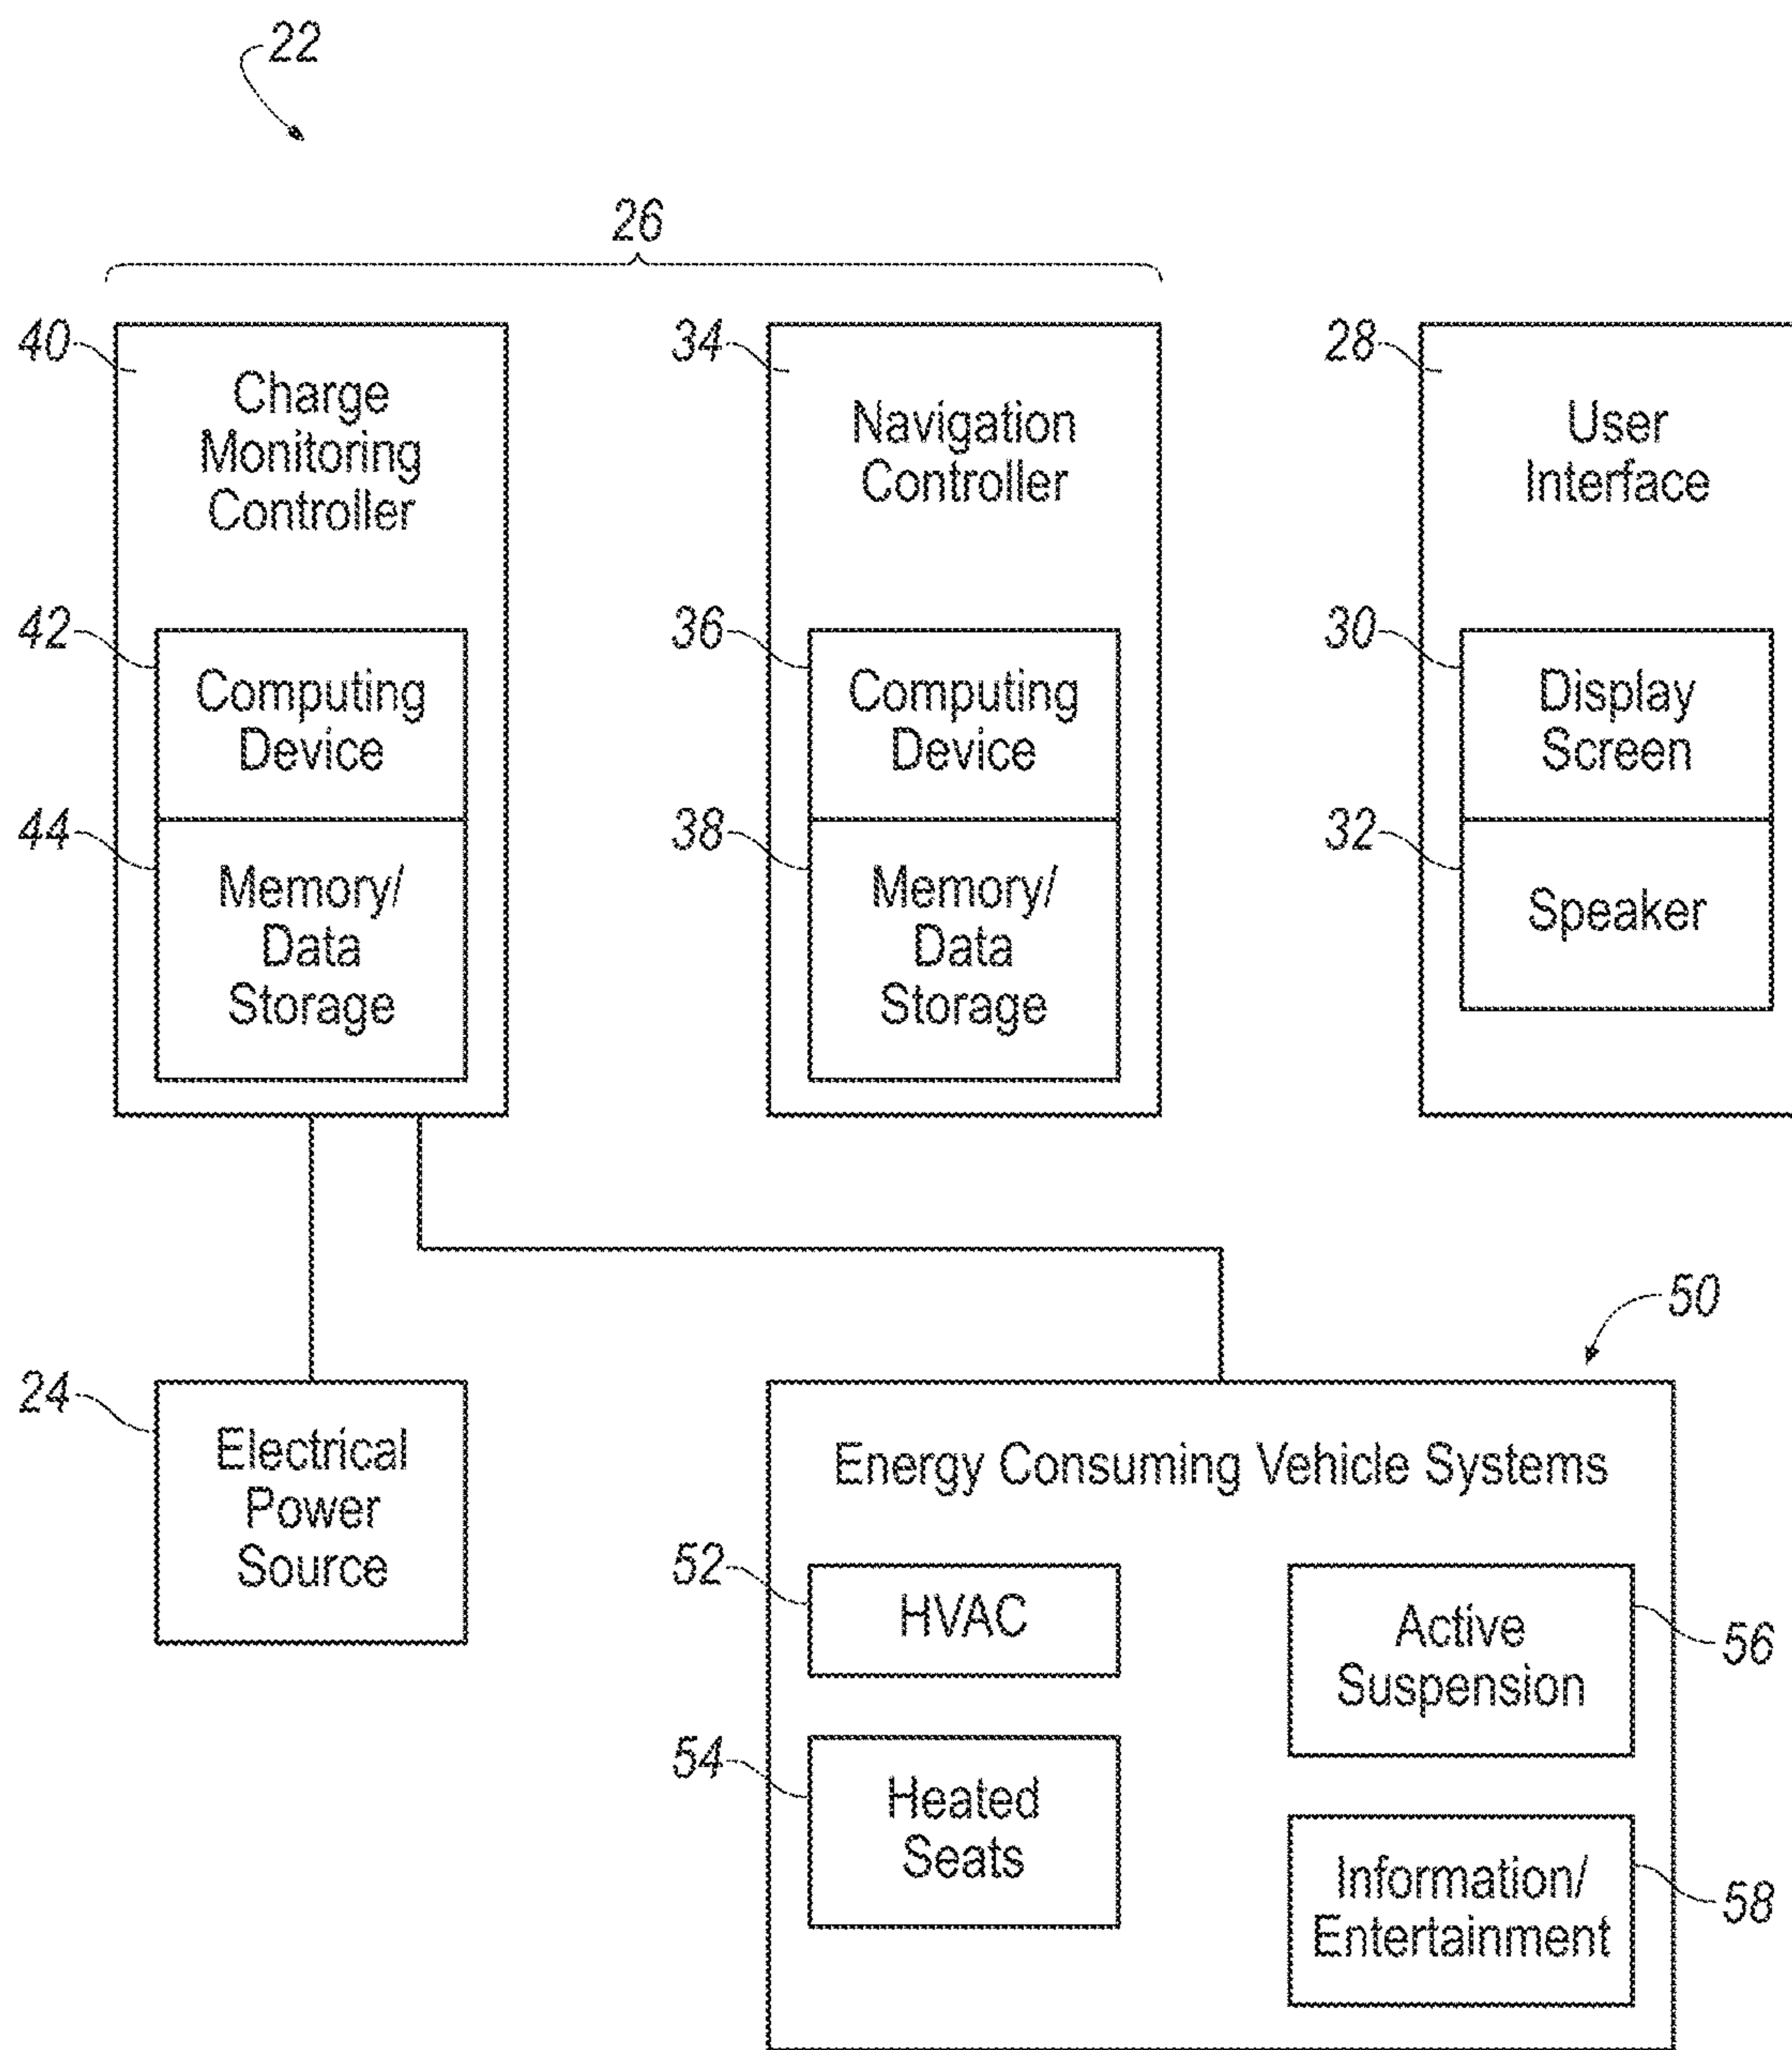 22
26
40
Charge
Monitoring
Controller
42
Computing
Device
44
Memory/
Data
Storage
34
Navigation
Controller
36
Computing
Device
38
Memory/
Data
Storage
28
User
Interface
30
Display
Screen
32
Speaker
24
Electrical
Power
Source
50
Energy Consuming Vehicle Systems
52
HVAC
54
Heated
Seats
Active
Suspension
56
Information/
Entertainment
58